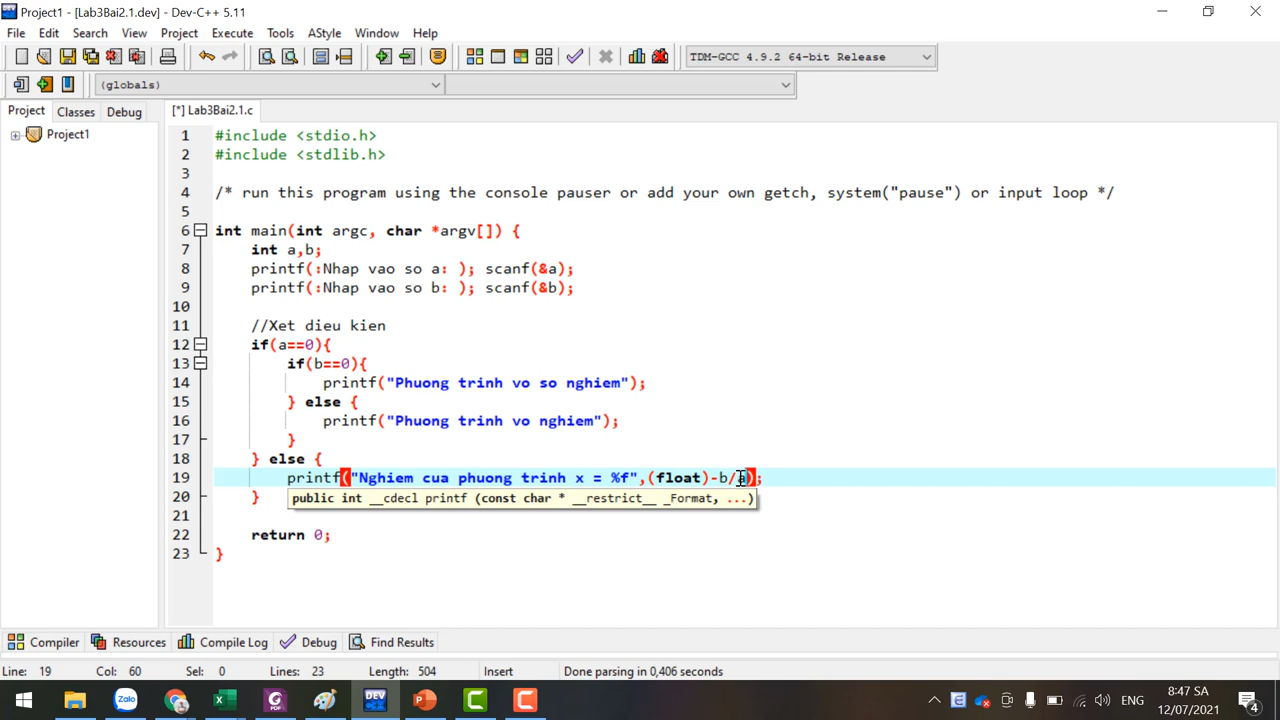 Project1 - [Lab3Bai2.1.dev] - Dev-C++ 5.11
File Edit Search View Project Execute Tools AStyle Window Help
TDM-GCC 4.9.2 64-bit Release
(globals)
Project Classes Debug [*] Lab3Bai2.1.c
Project1
1 #include <stdio.h>
2 #include <stdlib.h>
3
4 /* run this program using the console pauser or add your own getch, system("pause") or input loop */
5
6 int main(int argc, char *argv[]) {
7 int a,b;
8 printf(:Nhap vao so a: ); scanf(&a);
9 printf(:Nhap vao so b: ); scanf(&b);
10
11 //Xet dieu kien
12 if(a==0){
13 if(b==0){
14 printf("Phuong trinh vo so nghiem");
15 } else {
16 printf("Phuong trinh vo nghiem");
17 }
18 } else {
19 printf("Nghiem cua phuong trinh x = %f",(float)-b/a);
20 }
public int __cdecl printf (const char * __restrict__ _Format, ...)
21
22 return 0;
23 }
Compiler Resources Compile Log Debug Find Results
Line: 19 Col: 60 Sel: 0 Lines: 23 Length: 504 Insert Done parsing in 0,406 seconds
Zalo GPDF DEV ENG 8:47 SA
12/07/2021 4